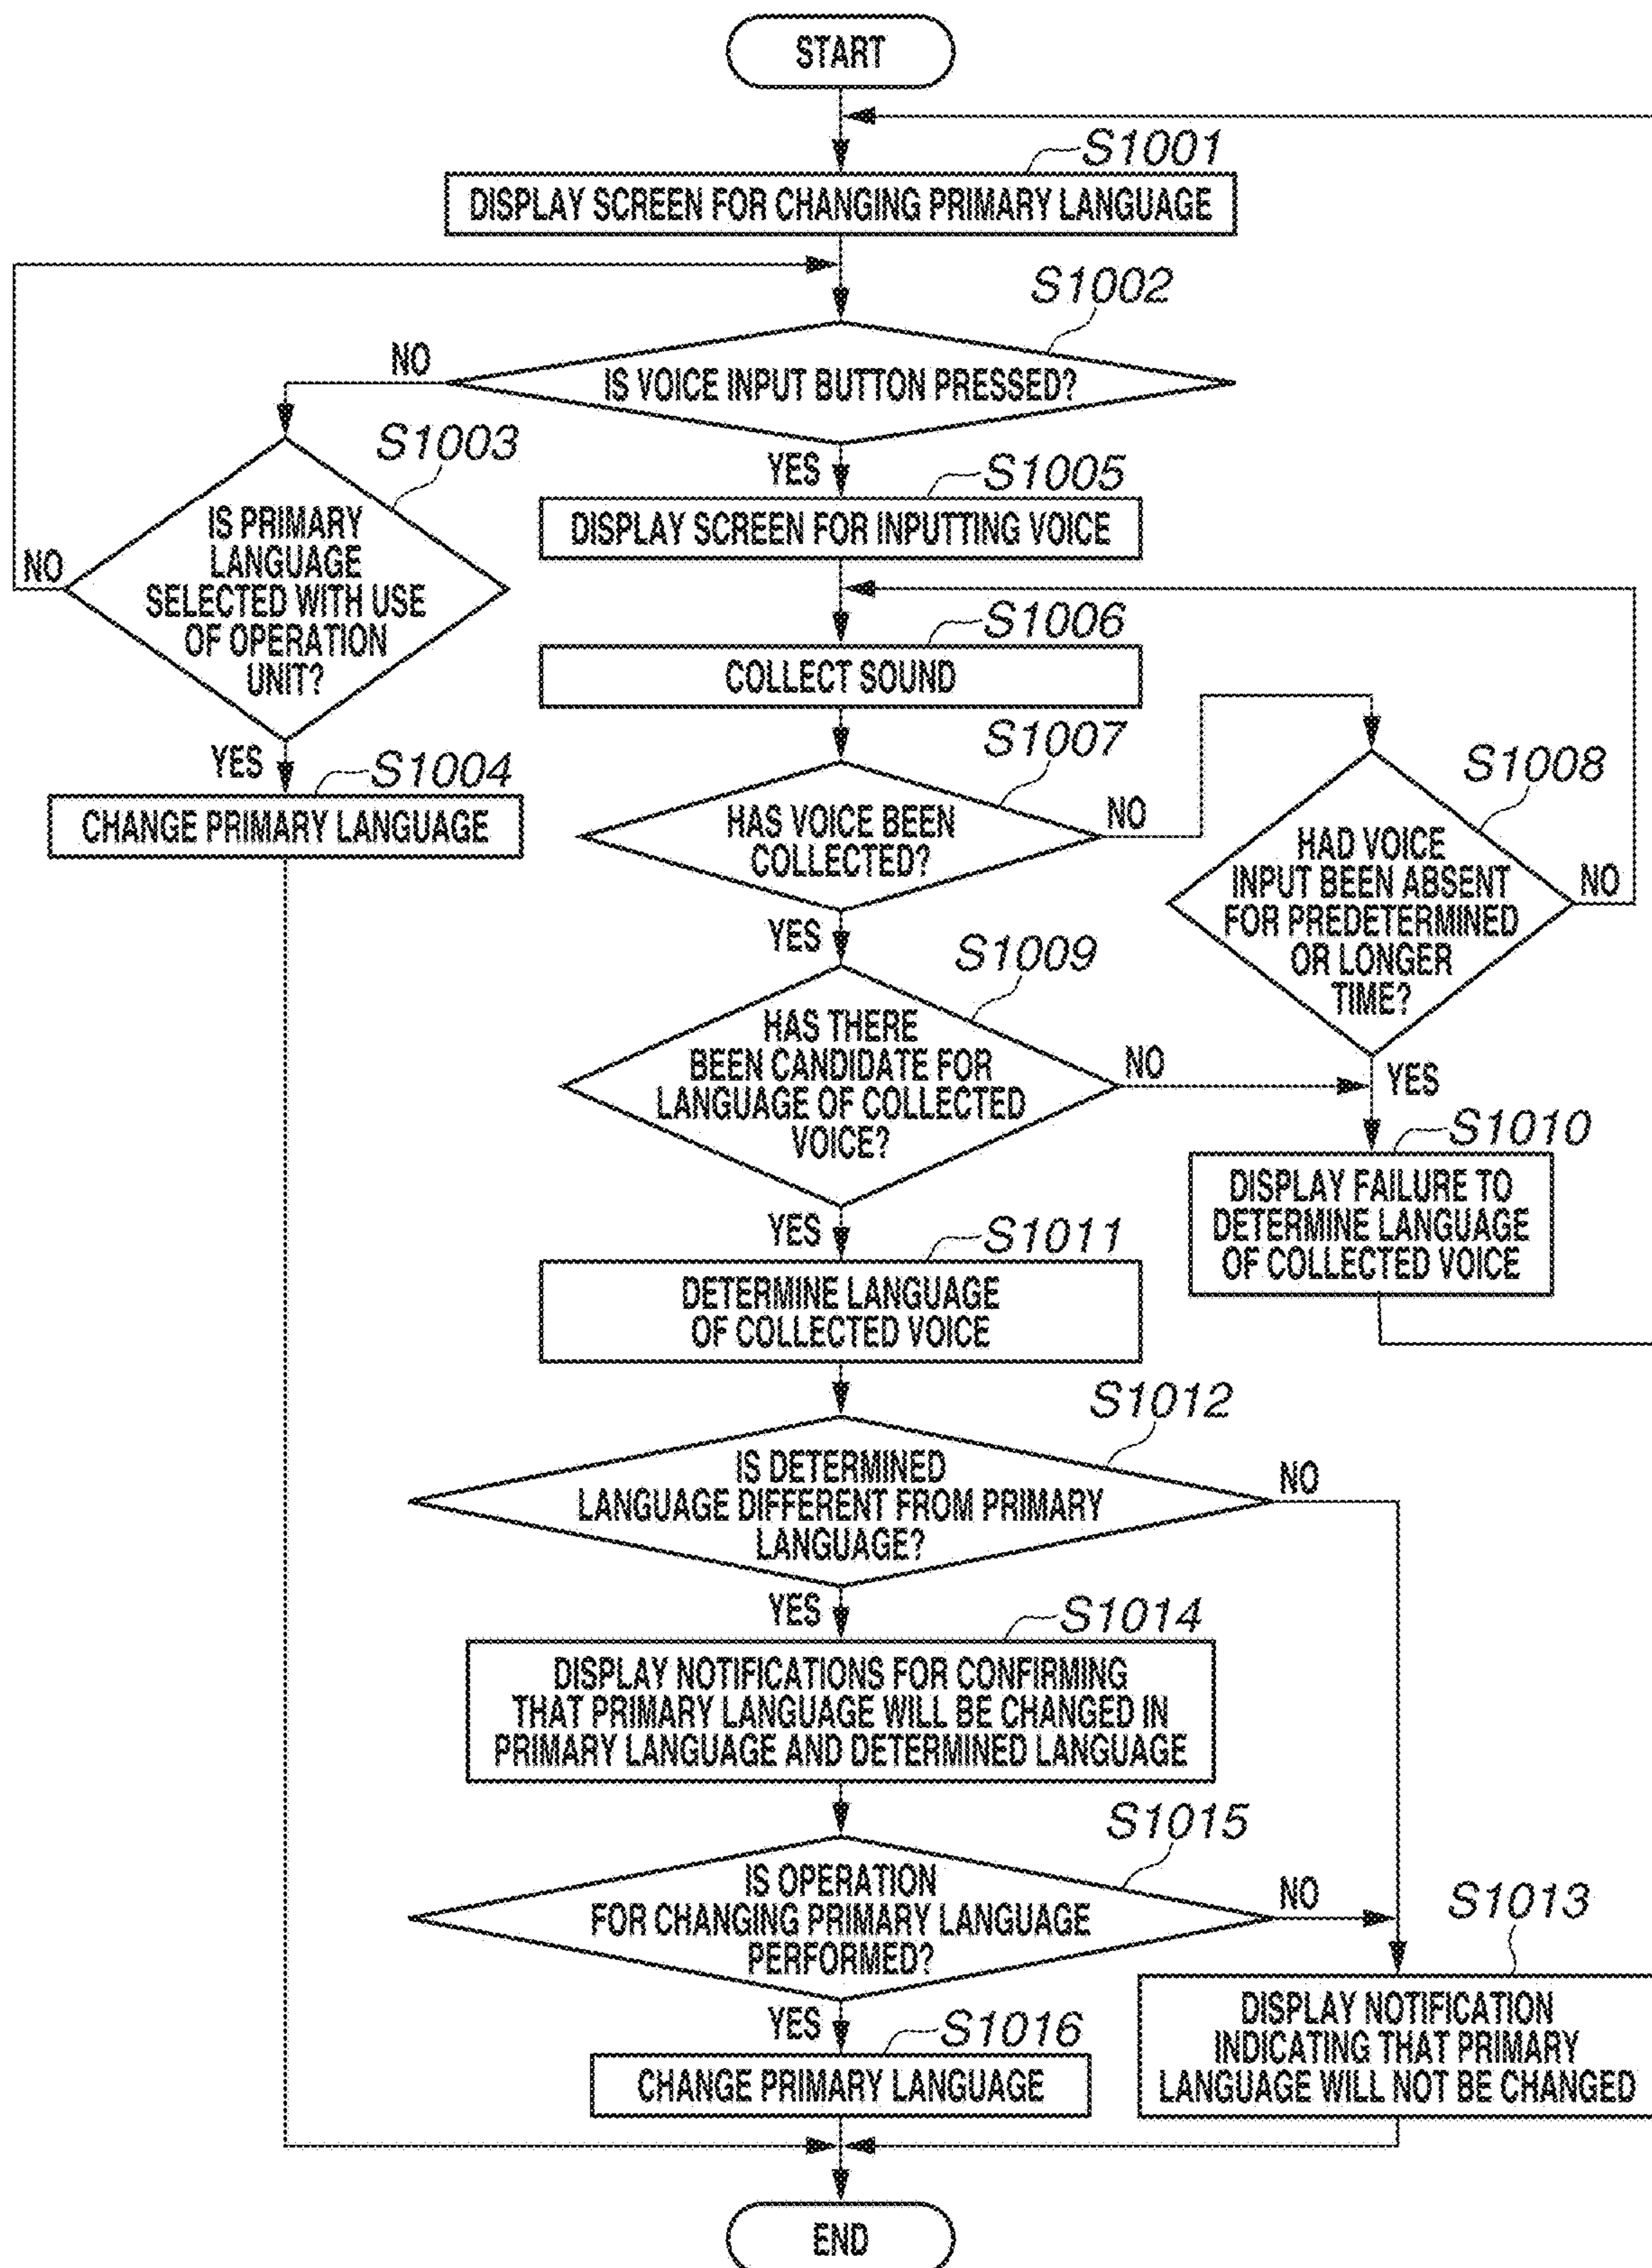 START
S1001
DISPLAY SCREEN FOR CHANGING PRIMARY LANGUAGE
S1002
NO
IS VOICE INPUT BUTTON PRESSED?
S1003
YES
S1005
IS PRIMARY
LANGUAGE
SELECTED WITH USE
OF OPERATION
UNIT?
NO
DISPLAY SCREEN FOR INPUTTING VOICE
S1006
COLLECT SOUND
YES
S1004
CHANGE PRIMARY LANGUAGE
S1007
HAS VOICE BEEN
COLLECTED?
NO
S1008
HAD VOICE
INPUT BEEN ABSENT
FOR PREDETERMINED
OR LONGER
TIME?
NO
YES
S1009
HAS THERE
BEEN CANDIDATE FOR
LANGUAGE OF COLLECTED
VOICE?
NO
YES
S1010
DISPLAY FAILURE TO
DETERMINE LANGUAGE
OF COLLECTED VOICE
YES
S1011
DETERMINE LANGUAGE
OF COLLECTED VOICE
S1012
IS DETERMINED
LANGUAGE DIFFERENT FROM PRIMARY
LANGUAGE?
NO
YES
S1014
DISPLAY NOTIFICATIONS FOR CONFIRMING
THAT PRIMARY LANGUAGE WILL BE CHANGED IN
PRIMARY LANGUAGE AND DETERMINED LANGUAGE
S1015
IS OPERATION
FOR CHANGING PRIMARY LANGUAGE
PERFORMED?
NO
S1013
DISPLAY NOTIFICATION
INDICATING THAT PRIMARY
LANGUAGE WILL NOT BE CHANGED
YES
S1016
CHANGE PRIMARY LANGUAGE
END